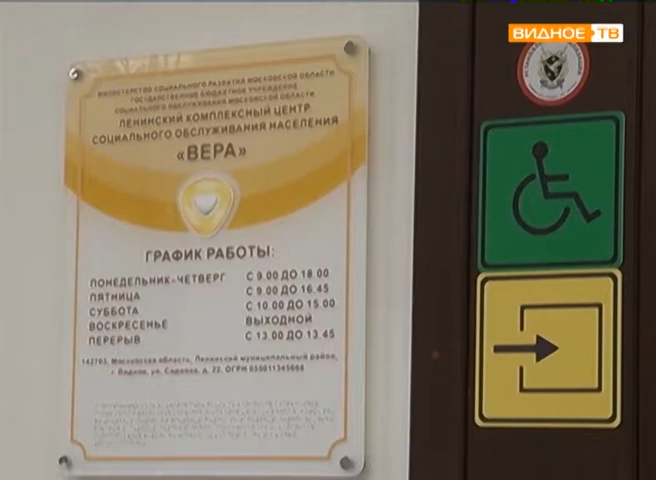 ВИДНОЕ ТВ
МИНИСТЕРСТВО СОЦИАЛЬНОГО РАЗВИТИЯ МОСКОВСКОЙ ОБЛАСТИ
ГОСУДАРСТВЕННОЕ БЮДЖЕТНОЕ УЧРЕЖДЕНИЕ
СОЦИАЛЬНОГО ОБСЛУЖИВАНИЯ МОСКОВСКОЙ ОБЛАСТИ
ЛЕНИНСКИЙ КОМПЛЕКСНЫЙ ЦЕНТР
СОЦИАЛЬНОГО ОБСЛУЖИВАНИЯ НАСЕЛЕНИЯ
«ВЕРА»
ГРАФИК РАБОТЫ:
ПОНЕДЕЛЬНИК-ЧЕТВЕРГ С 9.00 ДО 18.00
ПЯТНИЦА С 9.00 ДО 16.45
СУББОТА С 10.00 ДО 15.00
ВОСКРЕСЕНЬЕ ВЫХОДНОЙ
ПЕРЕРЫВ С 13.00 ДО 13.45
142703, Московская область, Ленинский муниципальный район,
г. Видное, ул. Садовая, д. 22. ОГРН